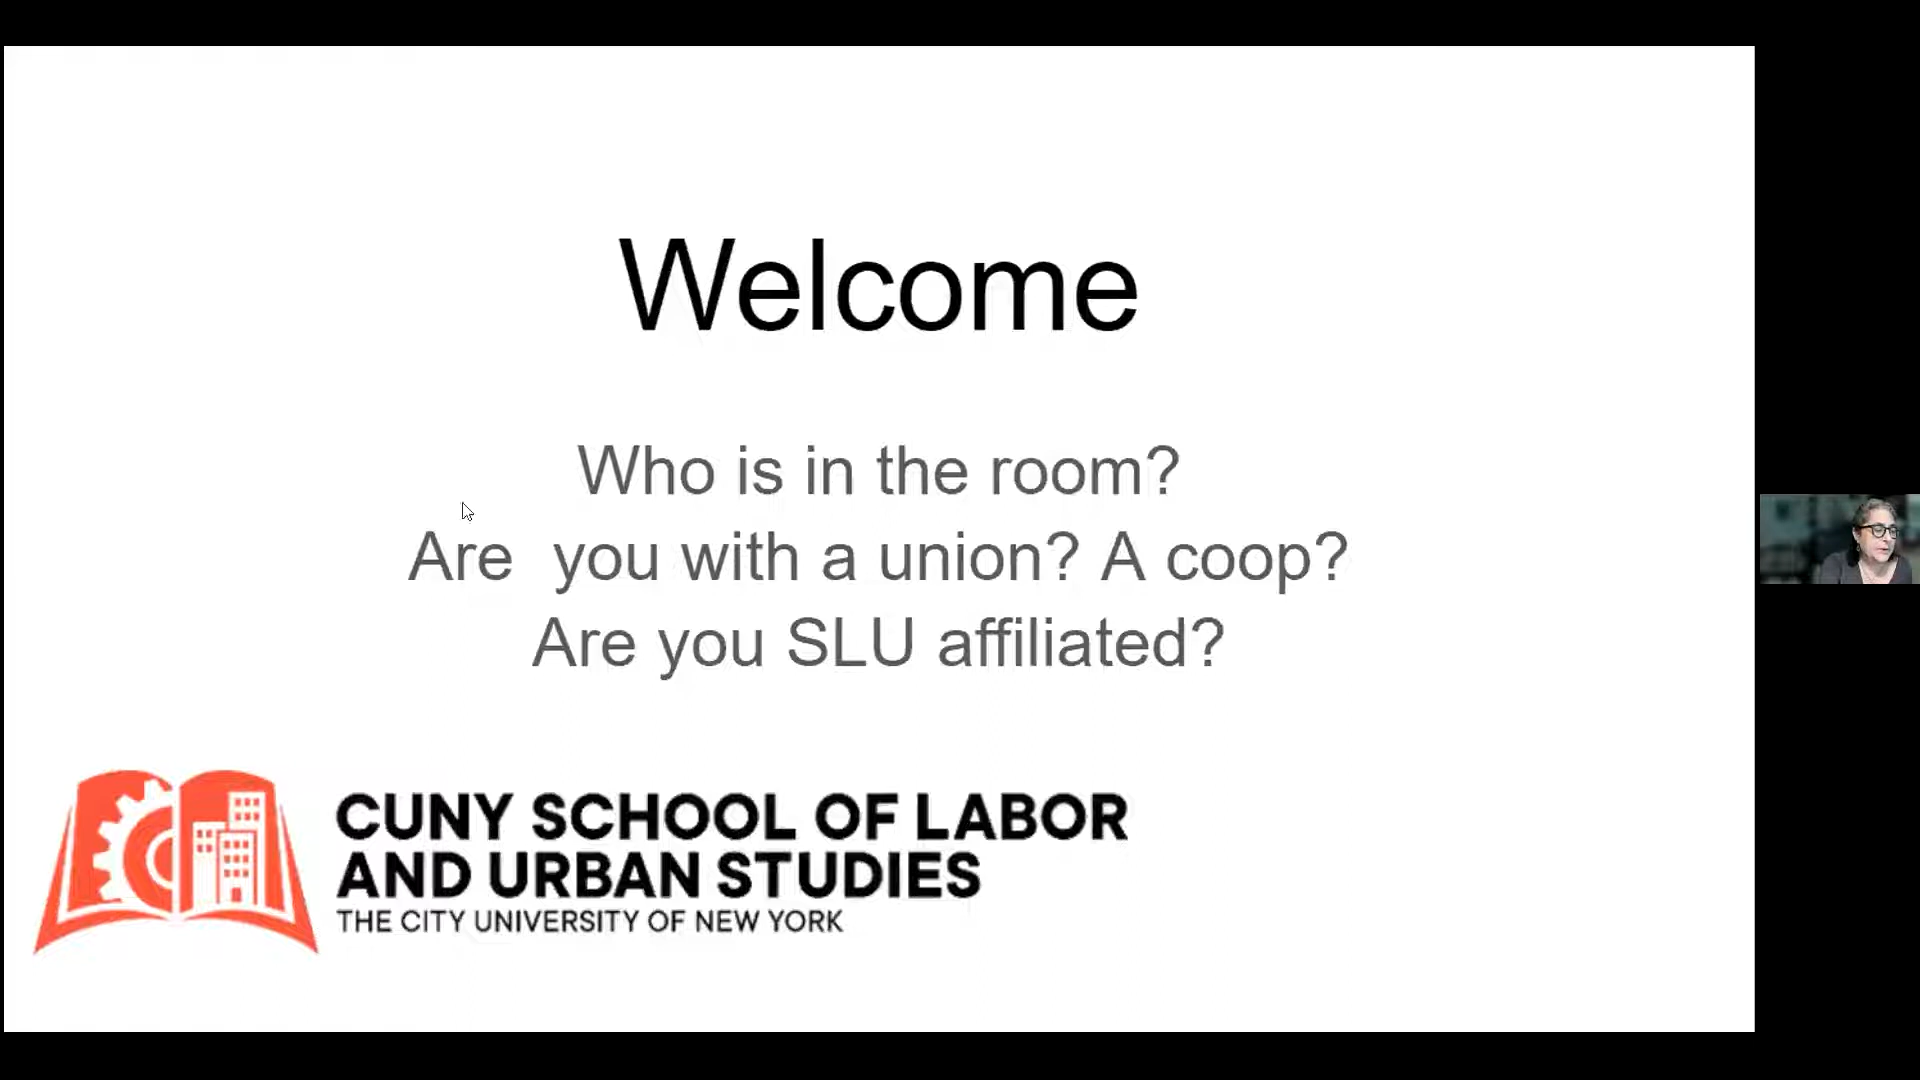 Welcome
Who is in the room?
Are  you with a union? A coop?
Are you SLU affiliated?
CUNY SCHOOL OF LABOR
AND URBAN STUDIES
THE CITY UNIVERSITY OF NEW YORK